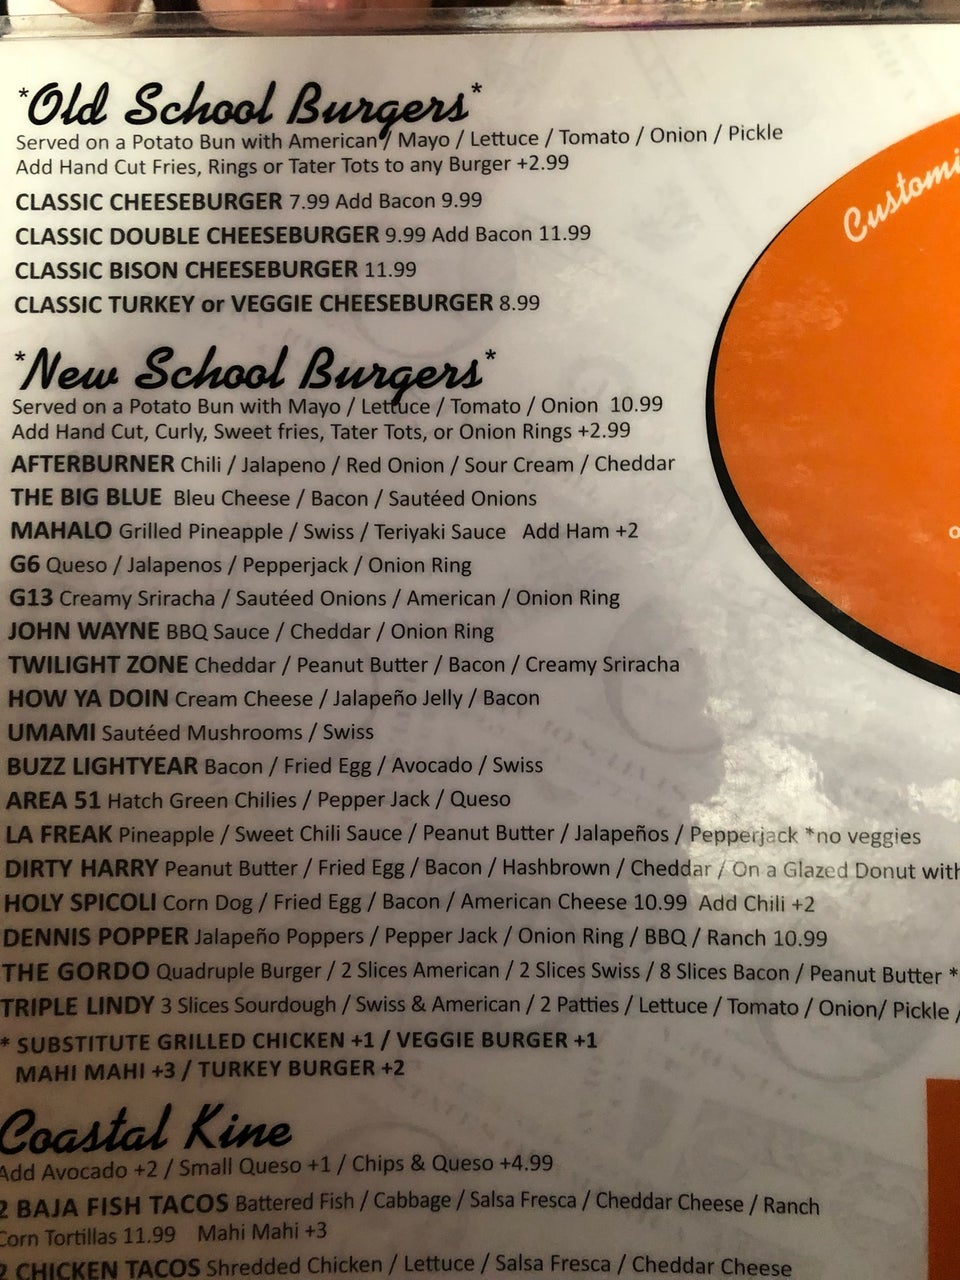 *Old School Burgers*
Served on a Potato Bun with American / Mayo / Lettuce / Tomato / Onion / Pickle
Add Hand Cut Fries, Rings or Tater Tots to any Burger +2.99
CLASSIC CHEESEBURGER 7.99 Add Bacon 9.99
CLASSIC DOUBLE CHEESEBURGER 9.99 Add Bacon 11.99
CLASSIC BISON CHEESEBURGER 11.99
CLASSIC TURKEY or VEGGIE CHEESEBURGER 8.99
*New School Burgers*
Served on a Potato Bun with Mayo / Lettuce / Tomato / Onion 10.99
Add Hand Cut, Curly, Sweet fries, Tater Tots, or Onion Rings +2.99
AFTERBURNER Chili / Jalapeno / Red Onion / Sour Cream / Cheddar
THE BIG BLUE Bleu Cheese / Bacon / Sautéed Onions
MAHALO Grilled Pineapple / Swiss / Teriyaki Sauce Add Ham +2
G6 Queso / Jalapenos / Pepperjack / Onion Ring
G13 Creamy Sriracha / Sautéed Onions / American / Onion Ring
JOHN WAYNE BBQ Sauce / Cheddar / Onion Ring
TWILIGHT ZONE Cheddar / Peanut Butter / Bacon / Creamy Sriracha
HOW YA DOIN Cream Cheese / Jalapeño Jelly / Bacon
UMAMI Sautéed Mushrooms / Swiss
BUZZ LIGHTYEAR Bacon / Fried Egg / Avocado / Swiss
AREA 51 Hatch Green Chilies / Pepper Jack / Queso
LA FREAK Pineapple / Sweet Chili Sauce / Peanut Butter / Jalapeños / Pepperjack *no veggies
DIRTY HARRY Peanut Butter / Fried Egg / Bacon / Hashbrown / Cheddar / On a Glazed Donut with
HOLY SPICOLI Corn Dog / Fried Egg / Bacon / American Cheese 10.99 Add Chili +2
DENNIS POPPER Jalapeño Poppers / Pepper Jack / Onion Ring / BBQ / Ranch 10.99
THE GORDO Quadruple Burger / 2 Slices American / 2 Slices Swiss / 8 Slices Bacon / Peanut Butter *
TRIPLE LINDY 3 Slices Sourdough / Swiss & American / 2 Patties / Lettuce / Tomato / Onion/ Pickle /
* SUBSTITUTE GRILLED CHICKEN +1 / VEGGIE BURGER +1
MAHI MAHI +3 / TURKEY BURGER +2
Coastal Kine
Add Avocado +2 / Small Queso +1 / Chips & Queso +4.99
2 BAJA FISH TACOS Battered Fish / Cabbage / Salsa Fresca / Cheddar Cheese / Ranch
Corn Tortillas 11.99 Mahi Mahi +3
2 CHICKEN TACOS Shredded Chicken / Lettuce / Salsa Fresca / Cheddar Cheese